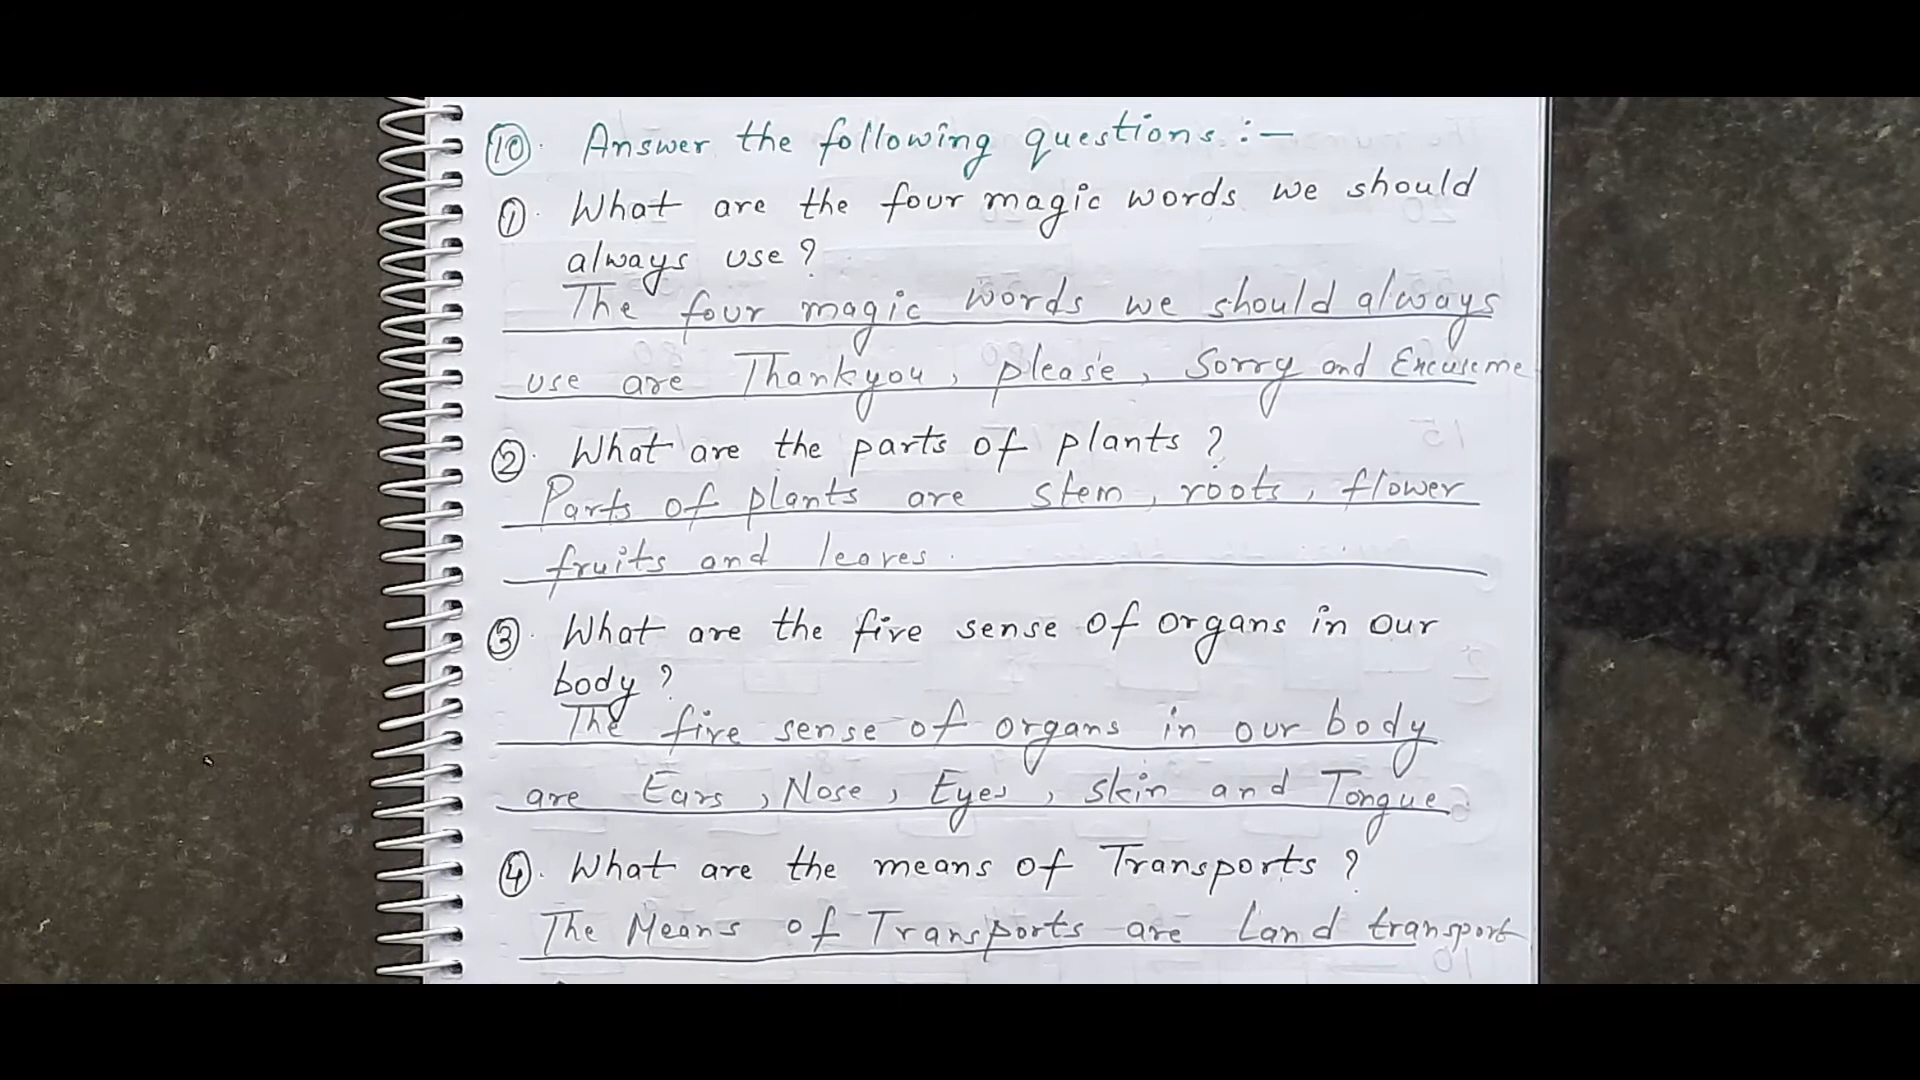 10. Answer the following questions :-
1. What are the four magic words we should
always use ?
The four magic words we should always
use are Thankyou, please, Sorry and Excuse me
2. What are the parts of plants ?
Parts of plants are stem, roots, flower
fruits and leaves.
3. What are the five sense of organs in our
body ?
The five sense of organs in our body
are Ears, Nose, Eyes, Skin and Tongue
4. What are the means of Transports ?
The Means of Transports are Land transport